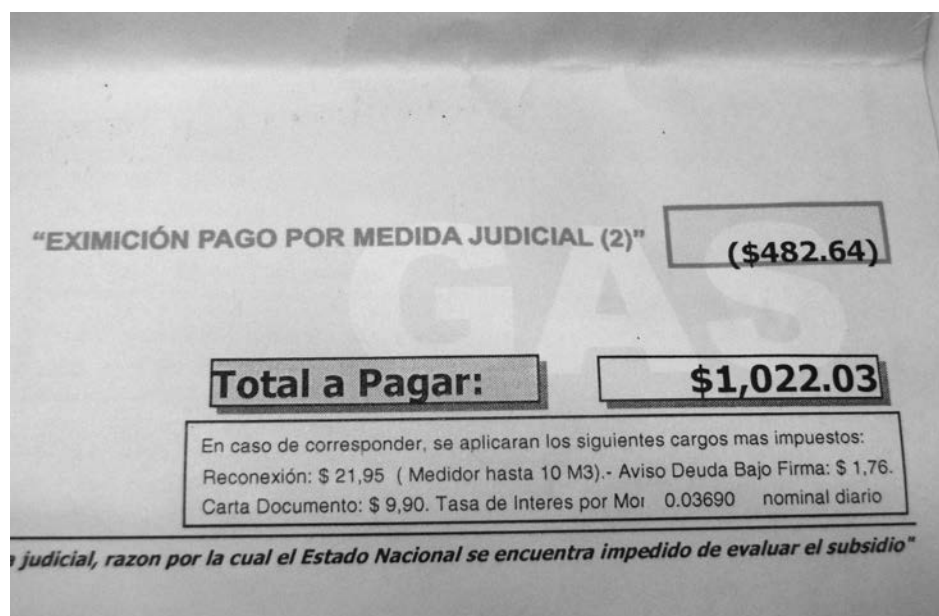 "EXIMICIÓN PAGO POR MEDIDA JUDICIAL (2)" ($482.64)
GAS
Total a Pagar: $1,022.03
En caso de corresponder, se aplicaran los siguientes cargos mas impuestos:
Reconexión: $ 21,95 ( Medidor hasta 10 M3).- Aviso Deuda Bajo Firma: $ 1,76.
Carta Documento: $ 9,90. Tasa de Interes por Mor 0.03690 nominal diario
judicial, razon por la cual el Estado Nacional se encuentra impedido de evaluar el subsidio"